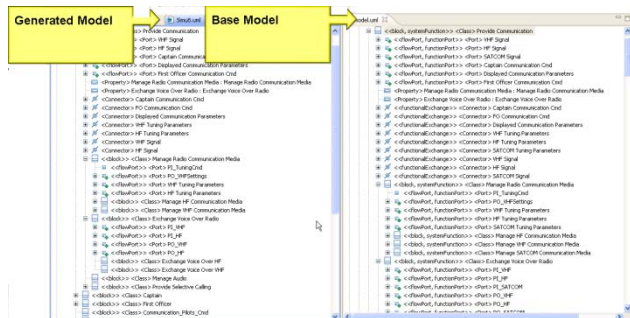 Generated Model
Simu8.uml
Base Model
model.uml
<<block>> <Class> Provide Communication
<<flowPort>> <Port> VHF Signal
<<flowPort>> <Port> HF Signal
<<flowPort>> <Port> Captain Communication Cmd
<<flowPort>> <Port> Displayed Communication Parameters
<<flowPort>> <Port> First Officer Communication Cmd
<Property> Manage Radio Communication Media : Manage Radio Communication Media
<Property> Exchange Voice Over Radio : Exchange Voice Over Radio
<Connector> Captain Communication Cmd
<Connector> FO Communication Cmd
<Connector> Displayed Communication Parameters
<Connector> VHF Tuning Parameters
<Connector> HF Tuning Parameters
<Connector> VHF Signal
<Connector> HF Signal
<<block>> <Class> Manage Radio Communication Media
<<flowPort>> <Port> PI_TuningCmd
<<flowPort>> <Port> PO_VHFSettings
<<flowPort>> <Port> VHF Tuning Parameters
<<flowPort>> <Port> HF Tuning Parameters
<<block>> <Class> Manage HF Communication Media
<<block>> <Class> Manage VHF Communication Media
<<block>> <Class> Exchange Voice Over Radio
<<flowPort>> <Port> PI_VHF
<<flowPort>> <Port> PI_HF
<<flowPort>> <Port> PO_VHF
<<flowPort>> <Port> PO_HF
<<block>> <Class> Exchange Voice Over HF
<<block>> <Class> Exchange Voice Over VHF
<<block>> <Class> Manage Audio
<<block>> <Class> Provide Selective Calling
<<block>> <Class> Captain
<<block>> <Class> First Officer
<<block>> <Class> Communication_Pilots_Cmd
<<block, systemFunction>> <Class> Provide Communication
<<flowPort, functionPort>> <Port> VHF Signal
<<flowPort, functionPort>> <Port> HF Signal
<<flowPort, functionPort>> <Port> SATCOM Signal
<<flowPort, functionPort>> <Port> Captain Communication Cmd
<<flowPort, functionPort>> <Port> Displayed Communication Parameters
<<flowPort, functionPort>> <Port> First Officer Communication Cmd
<Property> Manage Radio Communication Media : Manage Radio Communication Media
<Property> Exchange Voice Over Radio : Exchange Voice Over Radio
<<functionalExchange>> <Connector> Captain Communication Cmd
<<functionalExchange>> <Connector> FO Communication Cmd
<<functionalExchange>> <Connector> Displayed Communication Parameters
<<functionalExchange>> <Connector> VHF Tuning Parameters
<<functionalExchange>> <Connector> HF Tuning Parameters
<<functionalExchange>> <Connector> SATCOM Tuning Parameters
<<functionalExchange>> <Connector> VHF Signal
<<functionalExchange>> <Connector> HF Signal
<<functionalExchange>> <Connector> SATCOM Signal
<<block, systemFunction>> <Class> Manage Radio Communication Media
<<flowPort, functionPort>> <Port> PI_TuningCmd
<<flowPort, functionPort>> <Port> PO_VHFSettings
<<flowPort, functionPort>> <Port> VHF Tuning Parameters
<<flowPort, functionPort>> <Port> HF Tuning Parameters
<<flowPort, functionPort>> <Port> SATCOM Tuning Parameters
<<block, systemFunction>> <Class> Manage HF Communication Media
<<block, systemFunction>> <Class> Manage VHF Communication Media
<<block, systemFunction>> <Class> Manage SATCOM Communication Media
<<block, systemFunction>> <Class> Exchange Voice Over Radio
<<flowPort, functionPort>> <Port> PI_VHF
<<flowPort, functionPort>> <Port> PI_HF
<<flowPort, functionPort>> <Port> PI_SATCOM
<<flowPort, functionPort>> <Port> PO_VHF
<<flowPort, functionPort>> <Port> PO_HF